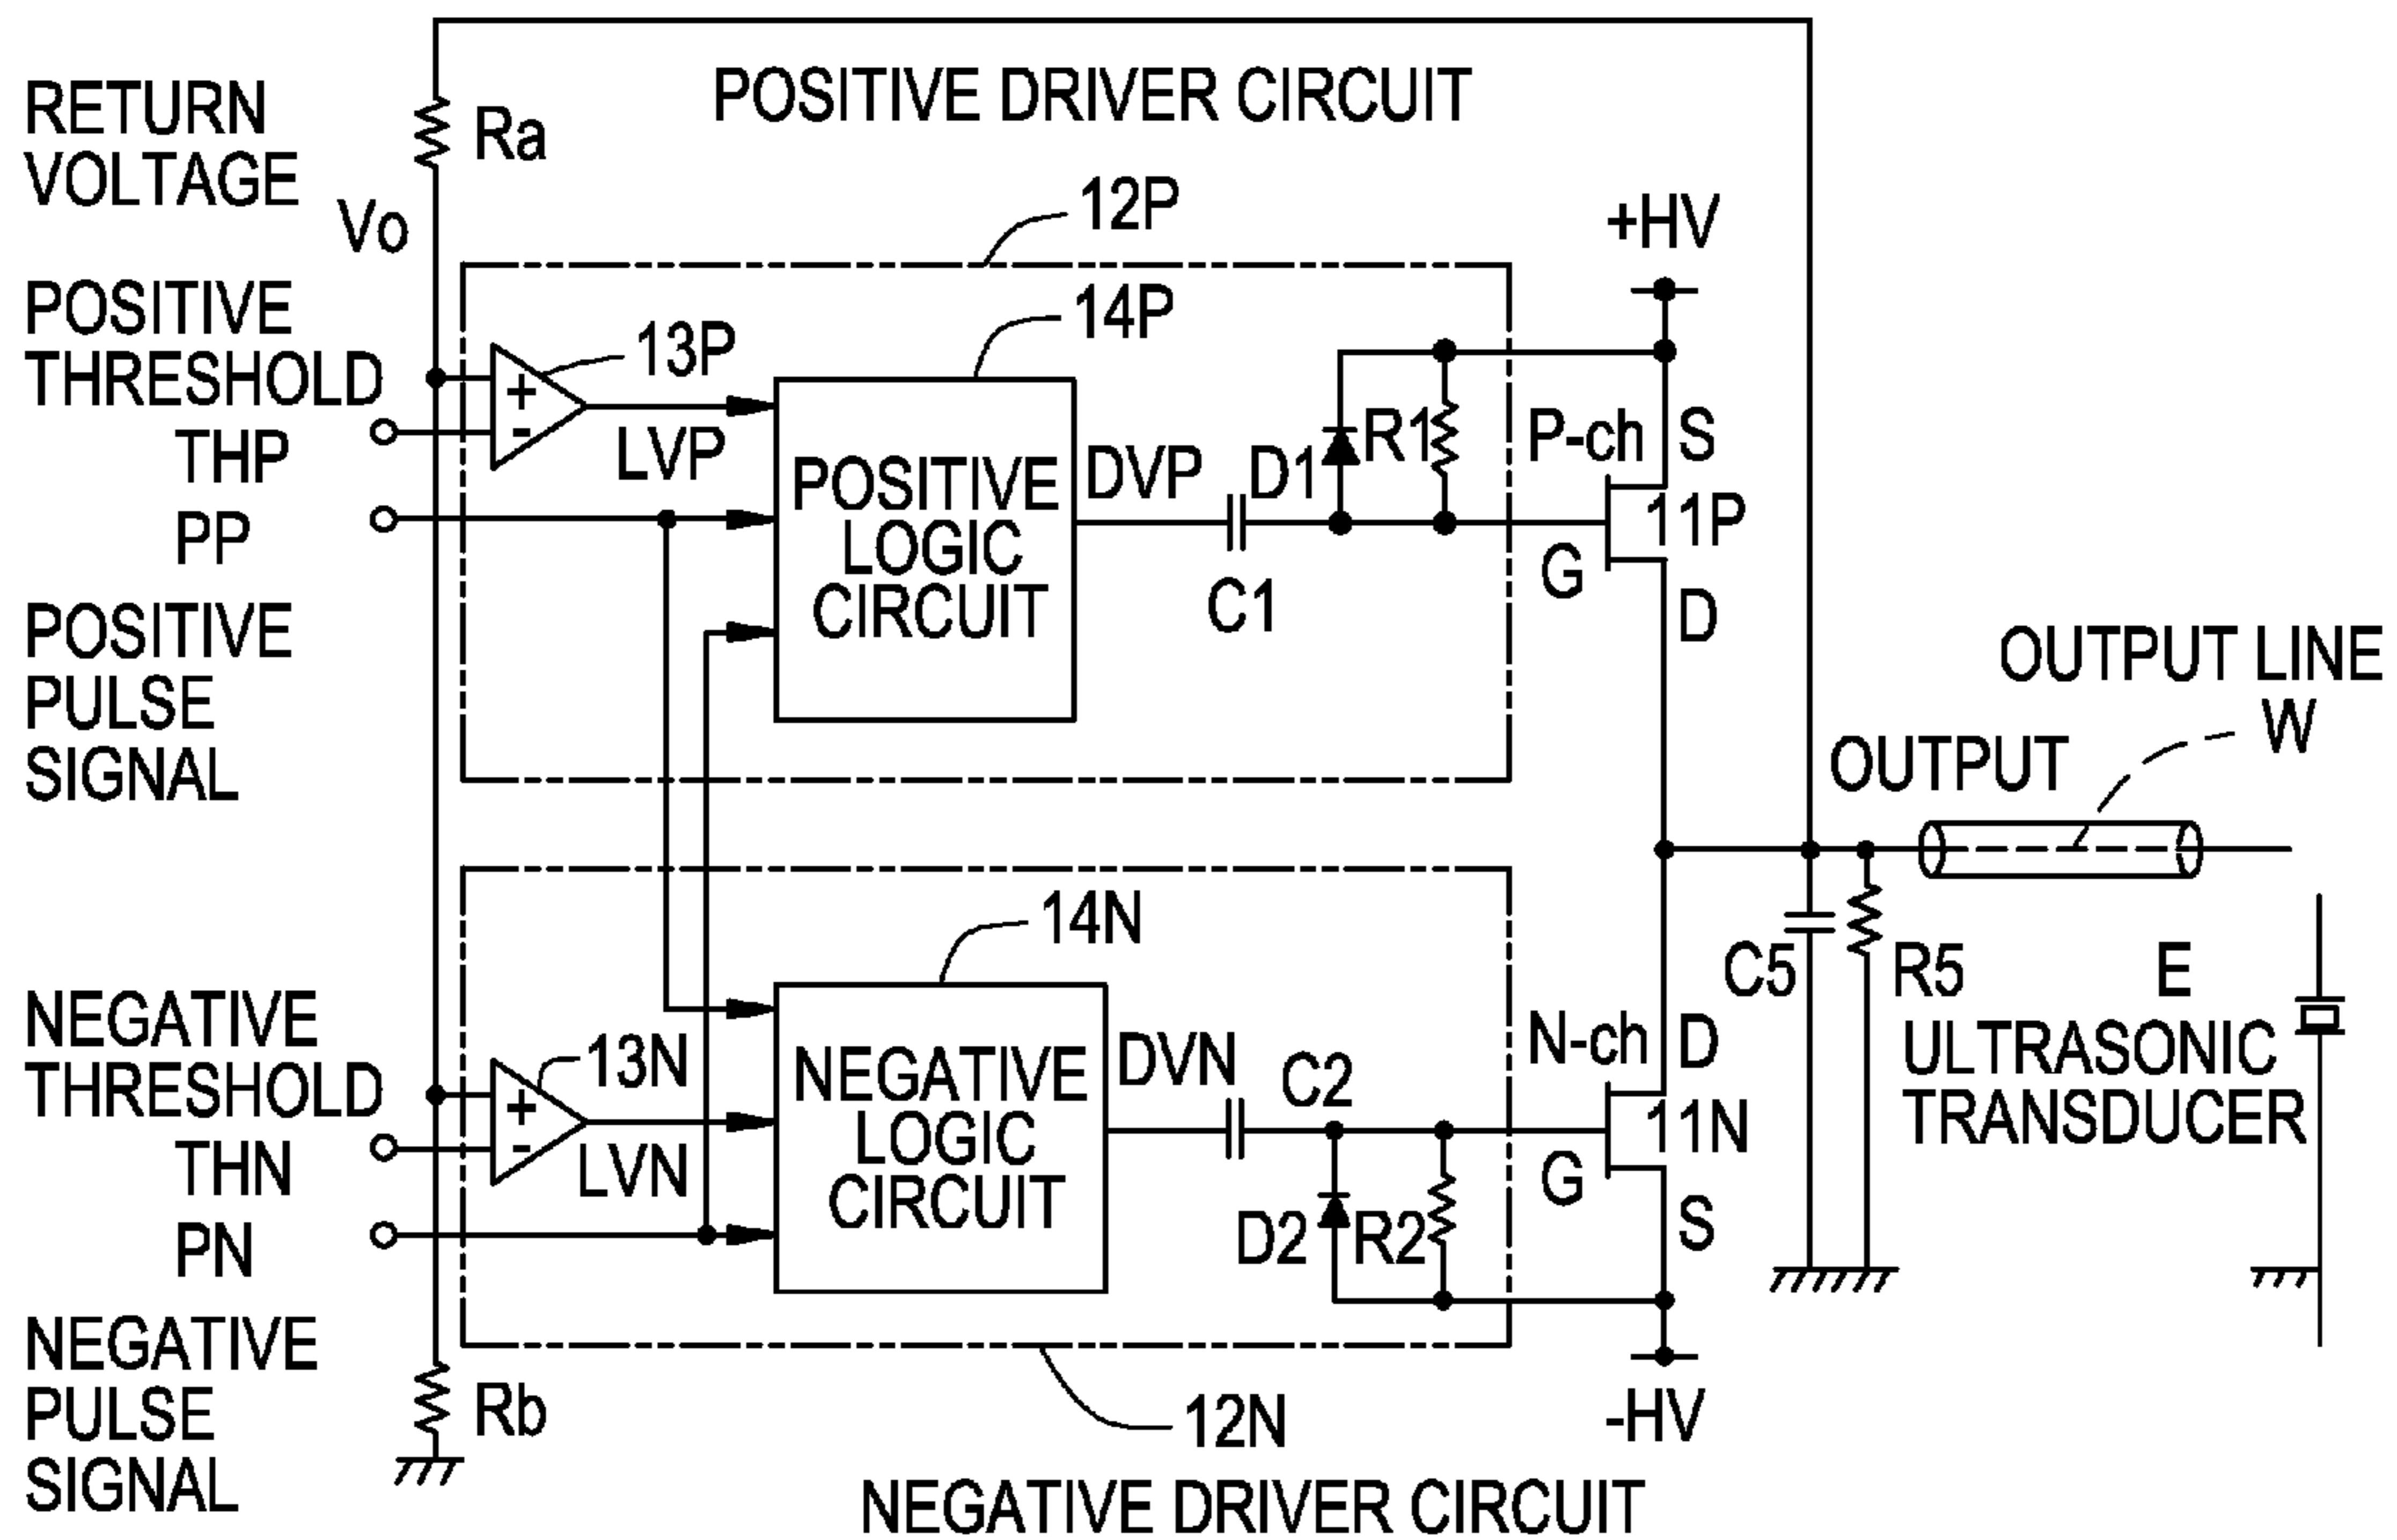 POSITIVE DRIVER CIRCUIT
RETURN
VOLTAGE
Ra
Vo
12P
+HV
POSITIVE
THRESHOLD
THP
13P
+
-
LVP
14P
POSITIVE
LOGIC
CIRCUIT
DVP
C1
D1
R1
P-ch
S
11P
G
D
PP
POSITIVE
PULSE
SIGNAL
OUTPUT LINE
W
OUTPUT
14N
C5
R5
E
ULTRASONIC
TRANSDUCER
NEGATIVE
THRESHOLD
THN
13N
+
-
LVN
NEGATIVE
LOGIC
CIRCUIT
DVN
C2
D2
R2
N-ch
D
11N
G
S
PN
NEGATIVE
PULSE
SIGNAL
Rb
12N
-HV
NEGATIVE DRIVER CIRCUIT